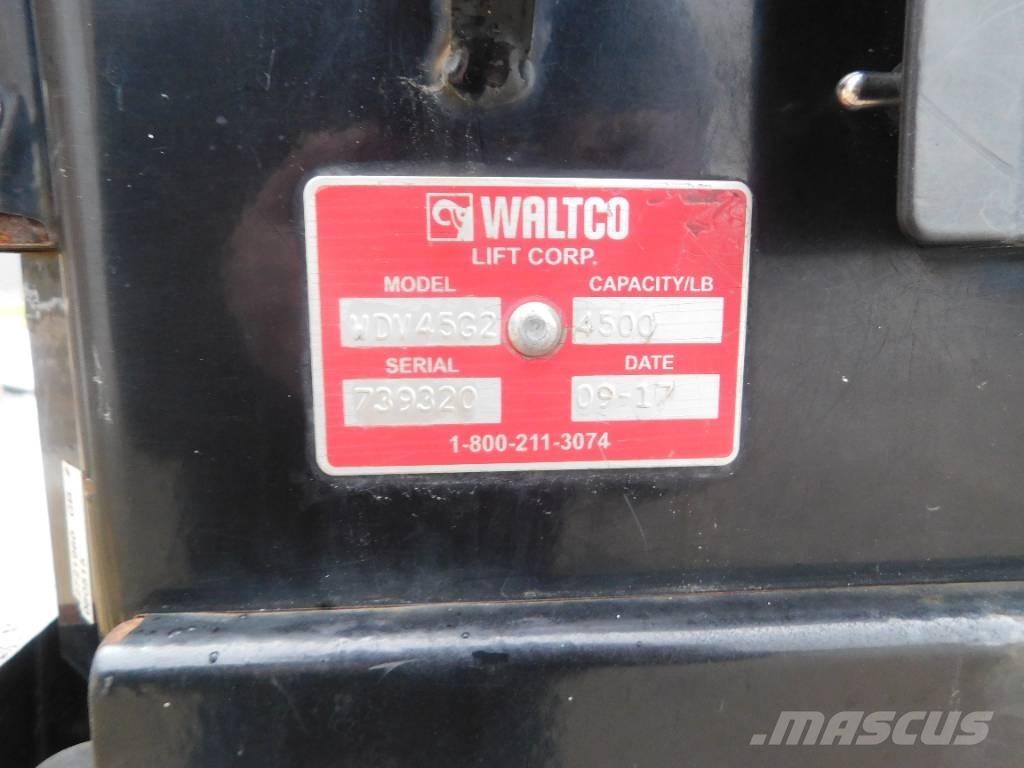 WALTCO
LIFT CORP.
MODEL CAPACITY/LB
WDV45G2 4500
SERIAL DATE
739320 09-17
1-800-211-3074
MASCUS